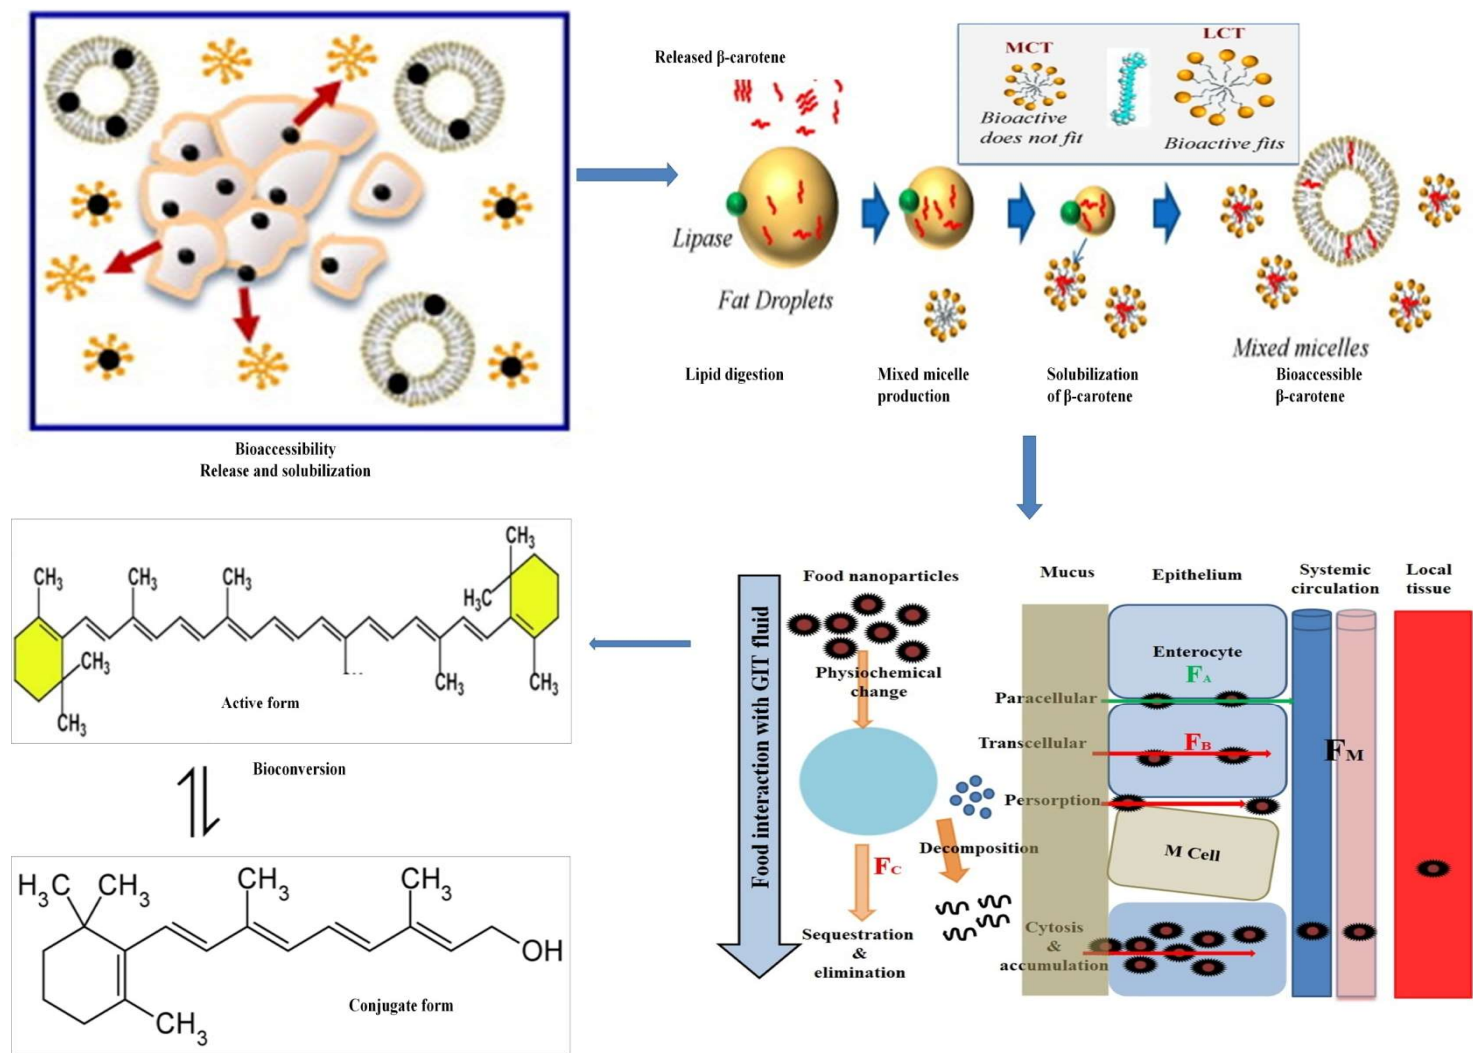 Bioaccessibility
Release and solubilization
Released β-carotene
MCT
Bioactive
does not fit
LCT
Bioactive fits
Lipase
Fat Droplets
Mixed micelles
Lipid digestion
Mixed micelle
production
Solubilization
of β-carotene
Bioaccessible
β-carotene
CH3
CH3
CH3
CH3
H3C
CH3
CH3
CH3
CH3
Active form
Bioconversion
H3C
CH3
CH3
CH3
OH
CH3
Conjugate form
Food interaction with GIT fluid
Food nanoparticles
Physiochemical
change
Decomposition
FC
Sequestration
&
elimination
Mucus
Epithelium
Systemic
circulation
Local
tissue
Enterocyte
FA
Paracellular
Transcellular
FB
FM
Persorption
M Cell
Cytosis
&
accumulation